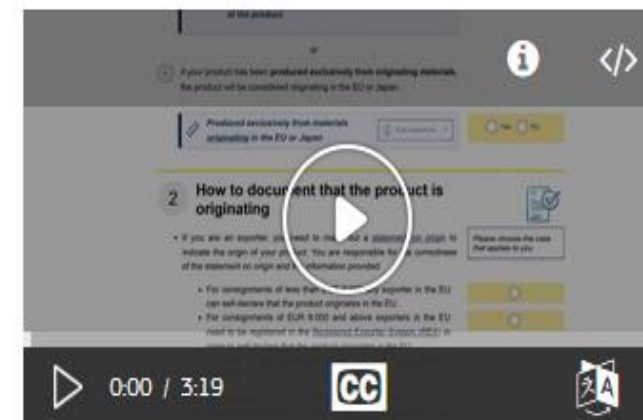 of the product
or
If your product has been produced exclusively from originating materials,
the product will be considered originating in the EU or Japan.
Produced exclusively from materials
originating in the EU or Japan
Yes No
2 How to document that the product is
originating
• If you are an exporter, you need to make out a statement on origin to
indicate the origin of your product. You are responsible for the correctness
of the statement on origin and the information provided.
Please choose the case
that applies to you
• For consignments of less than EUR any exporter in the EU
can self-declare that the product originates in the EU.
• For consignments of EUR 6.000 and above exporters in the EU
need to be registered in the Registered Exporter System (REX) in
0:00 / 3:19
CC